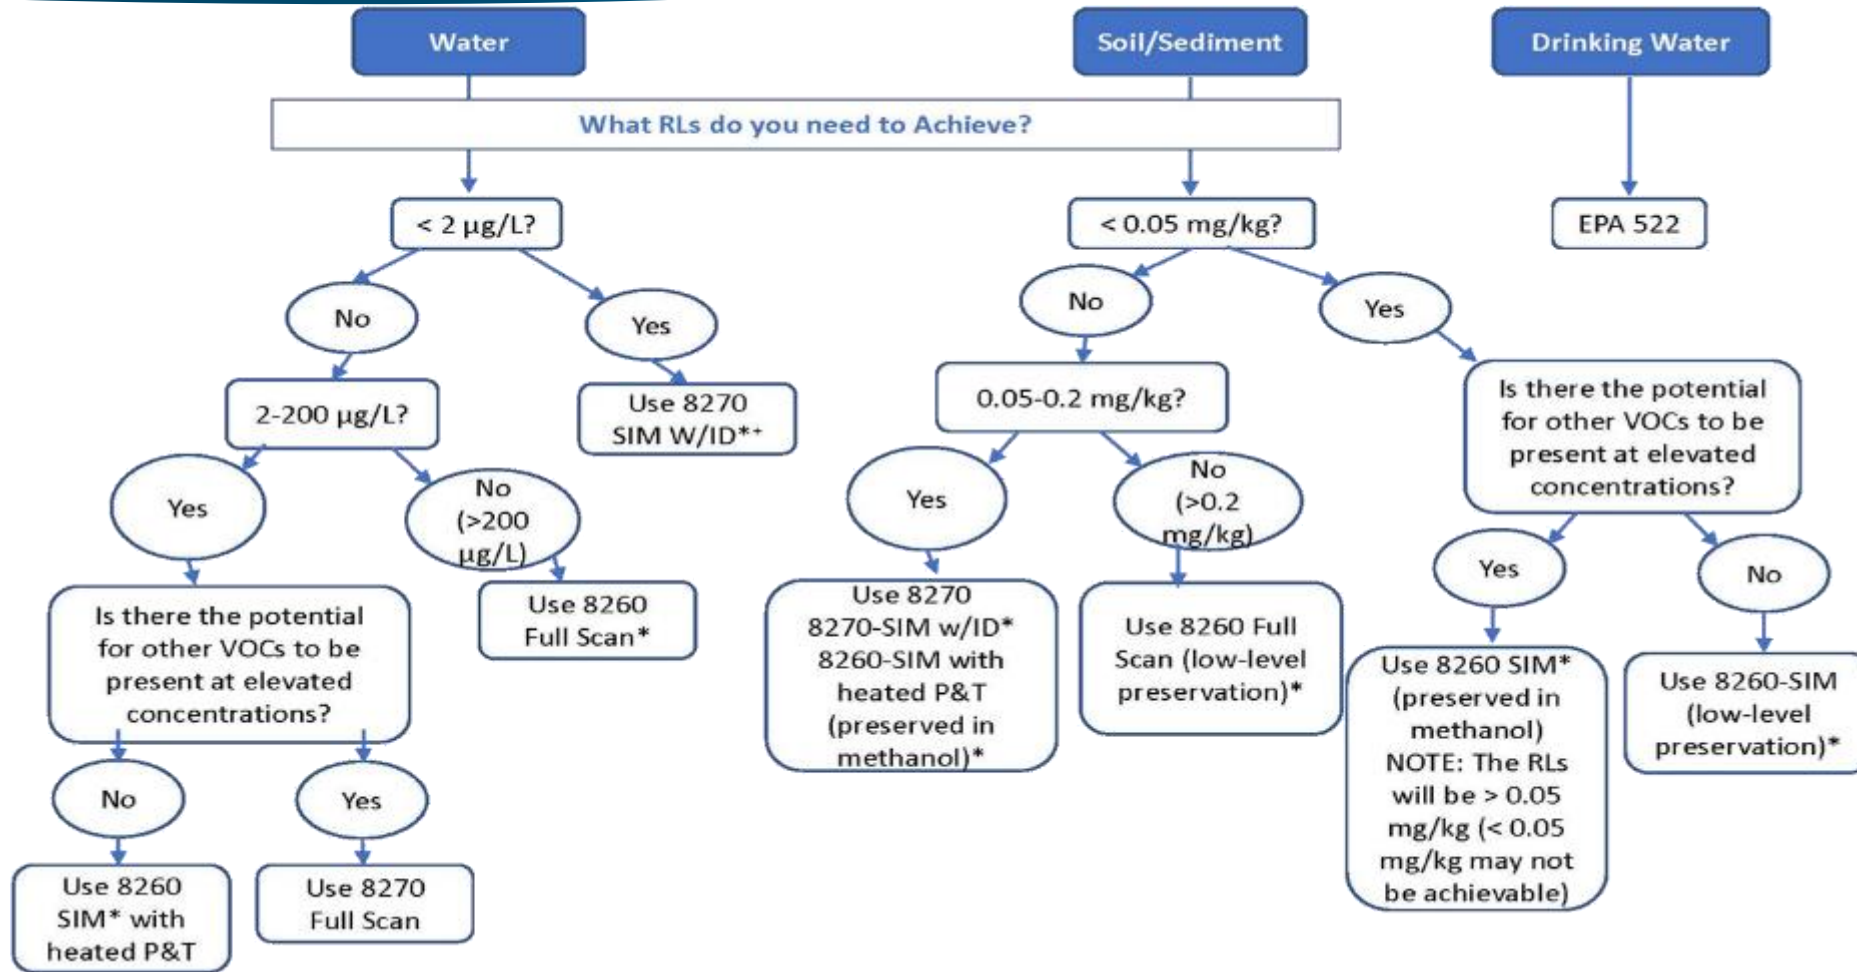 Water
Soil/Sediment
Drinking Water
What RLs do you need to Achieve?
< 2 µg/L?
< 0.05 mg/kg?
EPA 522
No
Yes
No
Yes
2-200 µg/L?
Use 8270
SIM W/ID*⁺
0.05-0.2 mg/kg?
Is there the potential
for other VOCs to be
present at elevated
concentrations?
Yes
No
(>200
µg/L)
Yes
No
(>0.2
mg/kg)
Yes
No
Is there the potential
for other VOCs to be
present at elevated
concentrations?
Use 8260
Full Scan*
Use 8270
8270-SIM w/ID*
8260-SIM with
heated P&T
(preserved in
methanol)*
Use 8260 Full
Scan (low-level
preservation)*
Use 8260 SIM*
(preserved in
methanol)
NOTE: The RLs
will be > 0.05
mg/kg (< 0.05
mg/kg may not
be achievable)
Use 8260-SIM
(low-level
preservation)*
No
Yes
Use 8260
SIM* with
heated P&T
Use 8270
Full Scan